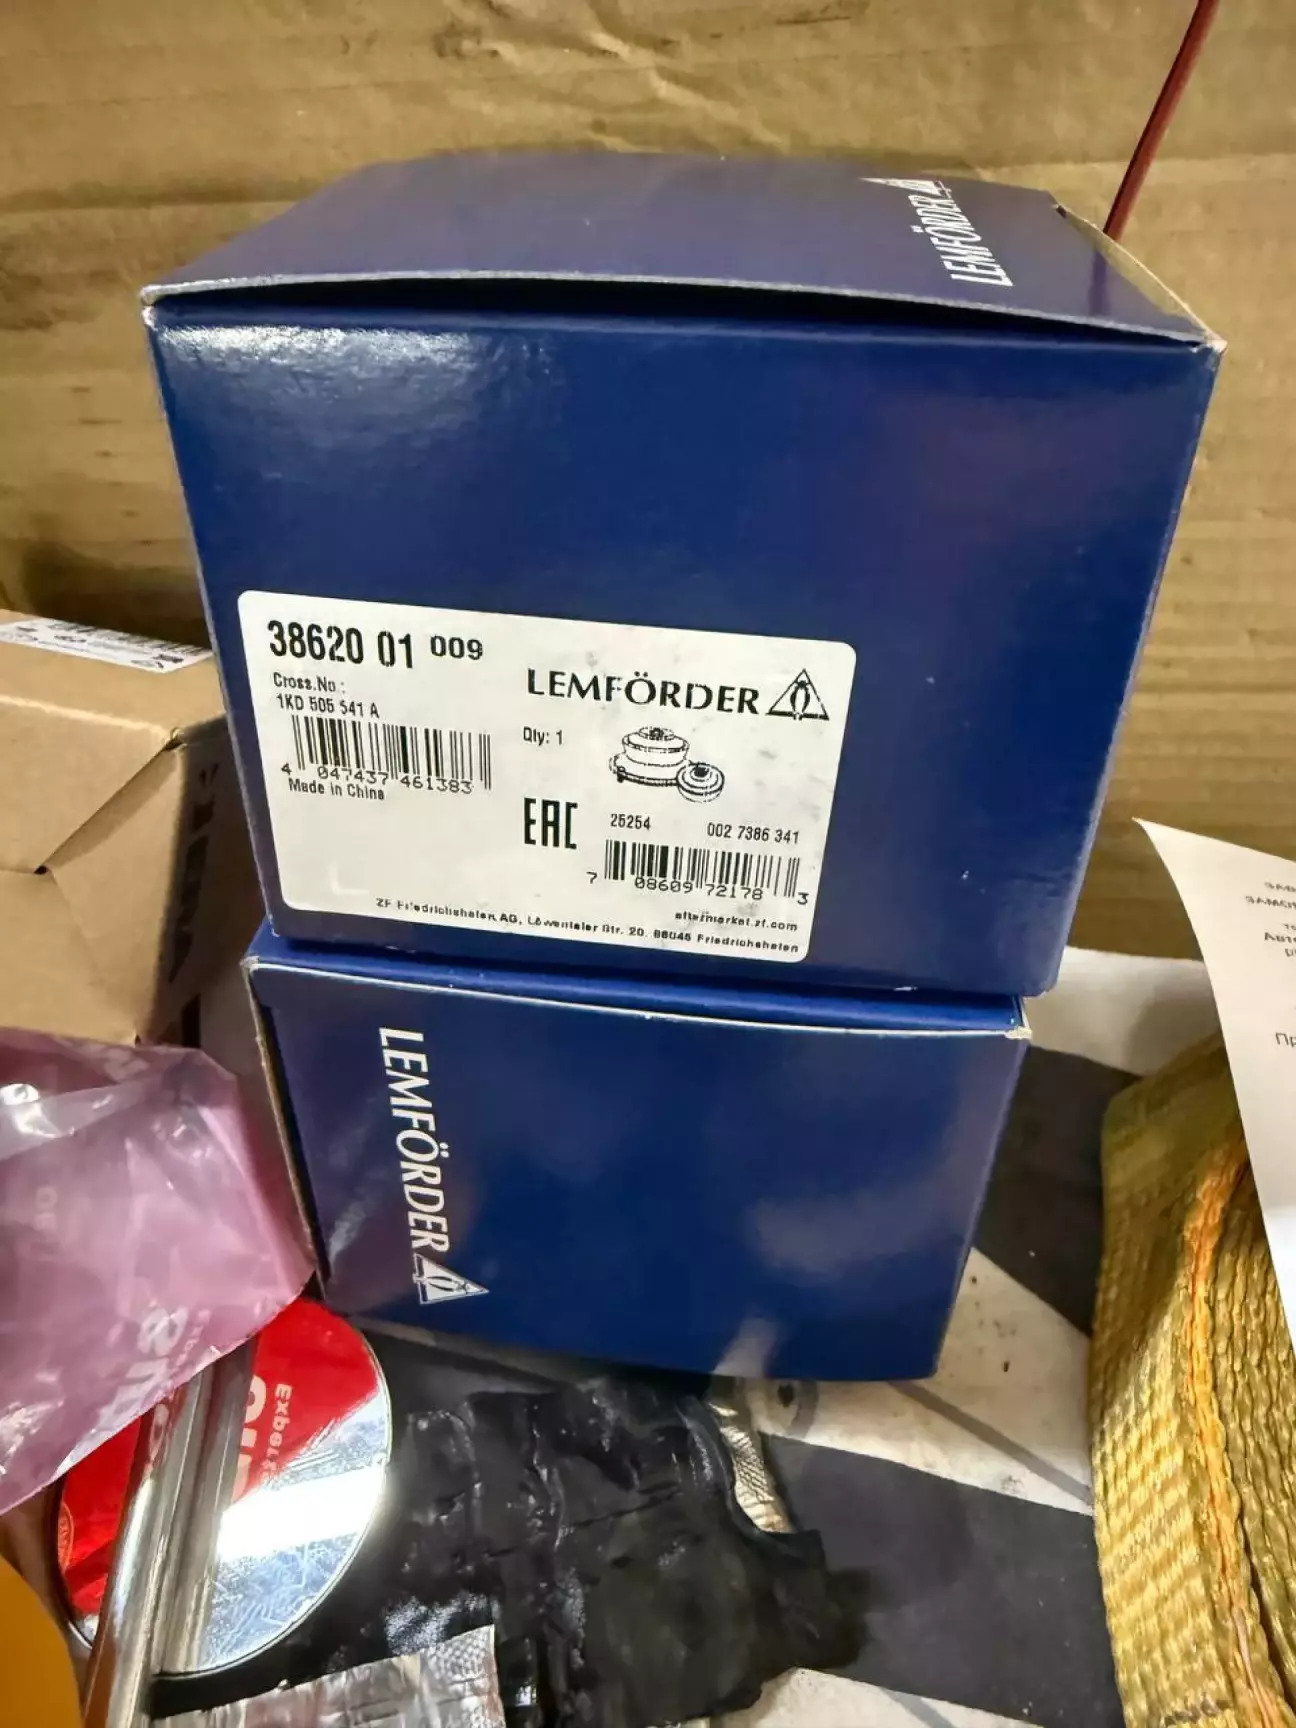 LEMFÖRDER
38620 01 009
Cross.No :
1KD 505 541 A
4 047437 461383
Made in China
LEMFÖRDER
Qty: 1
EAC
25254 002 7386 341
7 08609 72178 3
aftermarket.zf.com
ZF Friedrichshafen AG, Löwentaler Str. 20. 88046 Friedrichshafen
LEMFÖRDER